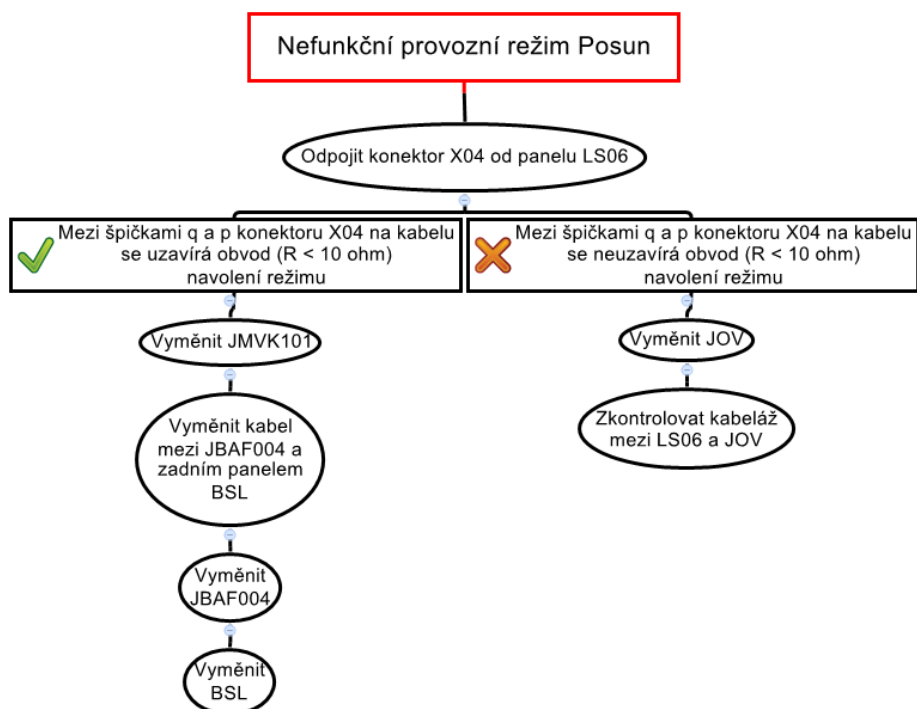 Nefunkční provozní režim Posun
Odpojit konektor X04 od panelu LS06
Mezi špičkami q a p konektoru X04 na kabelu
se uzavírá obvod (R < 10 ohm)
navolení režimu
Mezi špičkami q a p konektoru X04 na kabelu
se neuzavírá obvod (R < 10 ohm)
navolení režimu
Vyměnit JMVK101
Vyměnit kabel
mezi JBAF004 a
zadním panelem
BSL
Vyměnit
JBAF004
Vyměnit
BSL
Vyměnit JOV
Zkontrolovat kabeláž
mezi LS06 a JOV